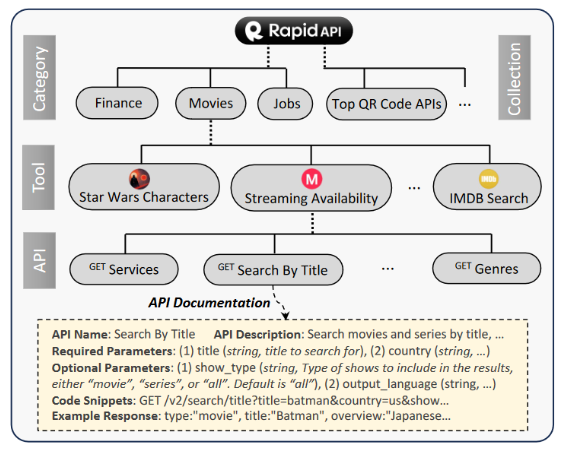 Rapid API
Category
Collection
Finance
Movies
Jobs
Top QR Code APIs
...
Tool
M
IMDb
Star Wars Characters
Streaming Availability
...
IMDB Search
API
GET Services
GET Search By Title
...
GET Genres
API Documentation
API Name: Search By Title API Description: Search movies and series by title, ...
Required Parameters: (1) title (string, title to search for), (2) country (string, ...)
Optional Parameters: (1) show_type (string, Type of shows to include in the results,
either “movie”, “series”, or “all”. Default is “all”), (2) output_language (string, ...)
Code Snippets: GET /v2/search/title?title=batman&country=us&show...
Example Response: type:"movie", title:"Batman", overview:"Japanese...